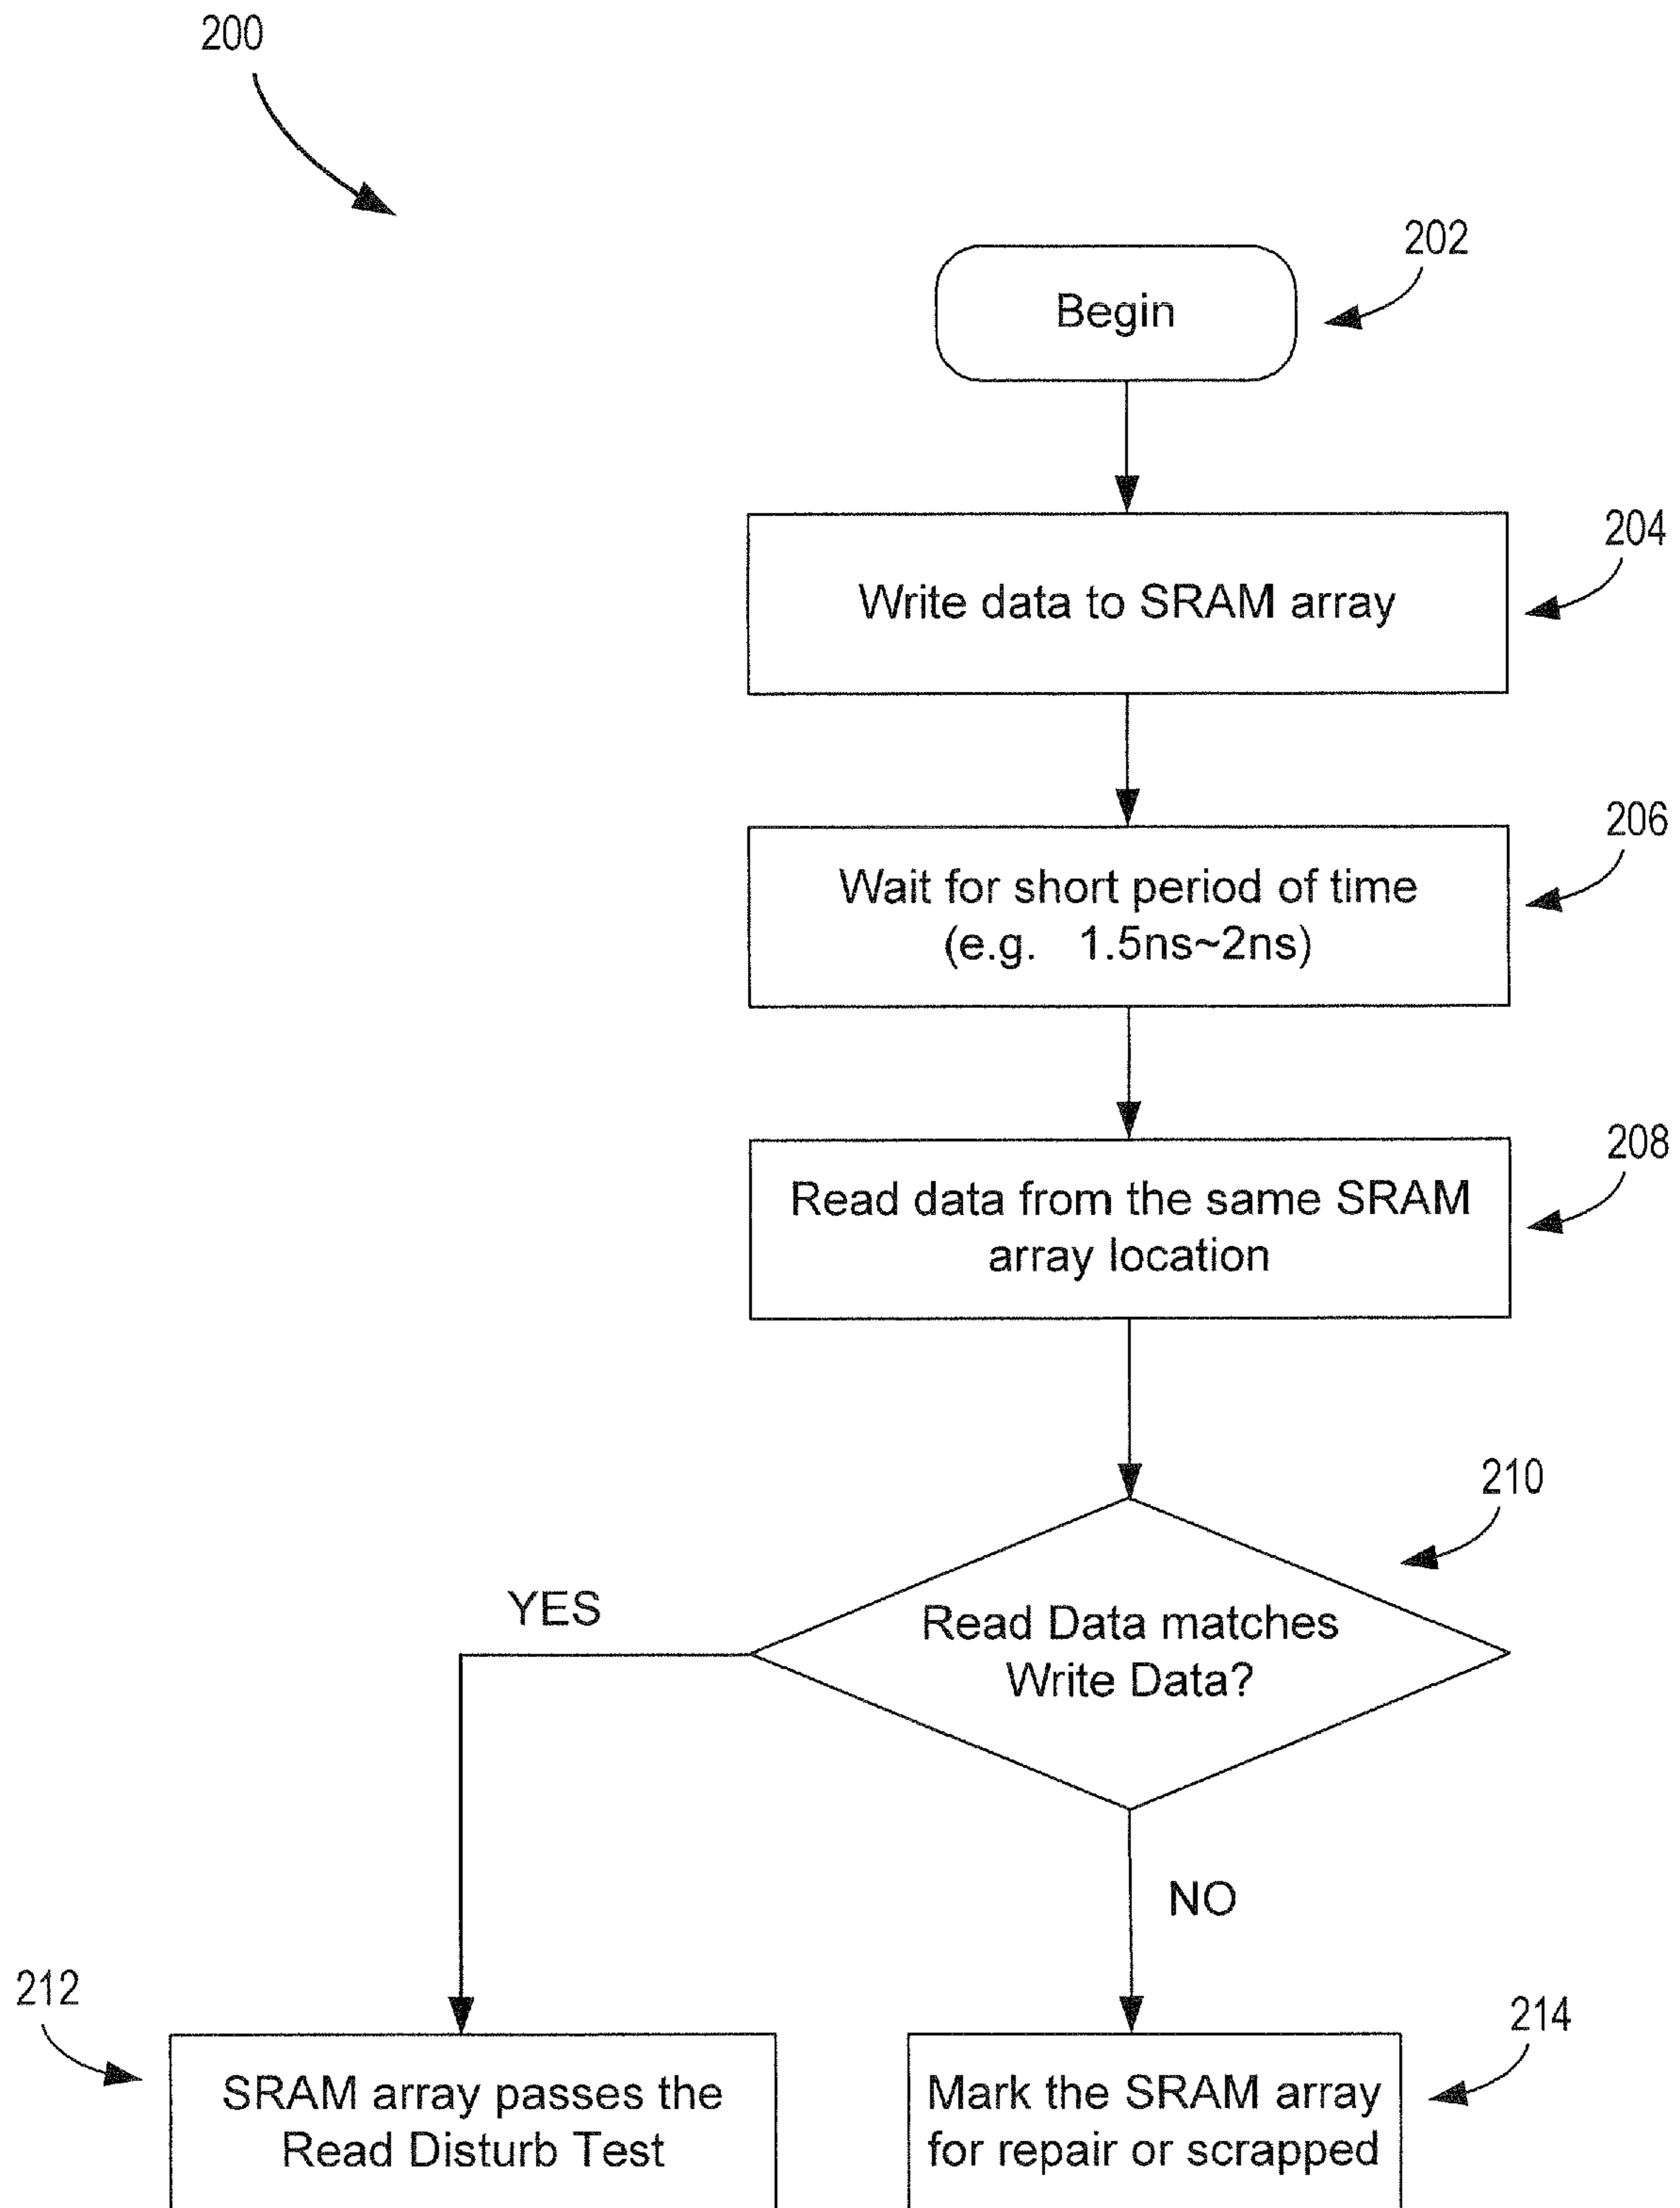 200
202
Begin
204
Write data to SRAM array
206
Wait for short period of time
(e.g. 1.5ns~2ns)
208
Read data from the same SRAM
array location
210
Read Data matches
Write Data?
YES
NO
212
SRAM array passes the
Read Disturb Test
214
Mark the SRAM array
for repair or scrapped